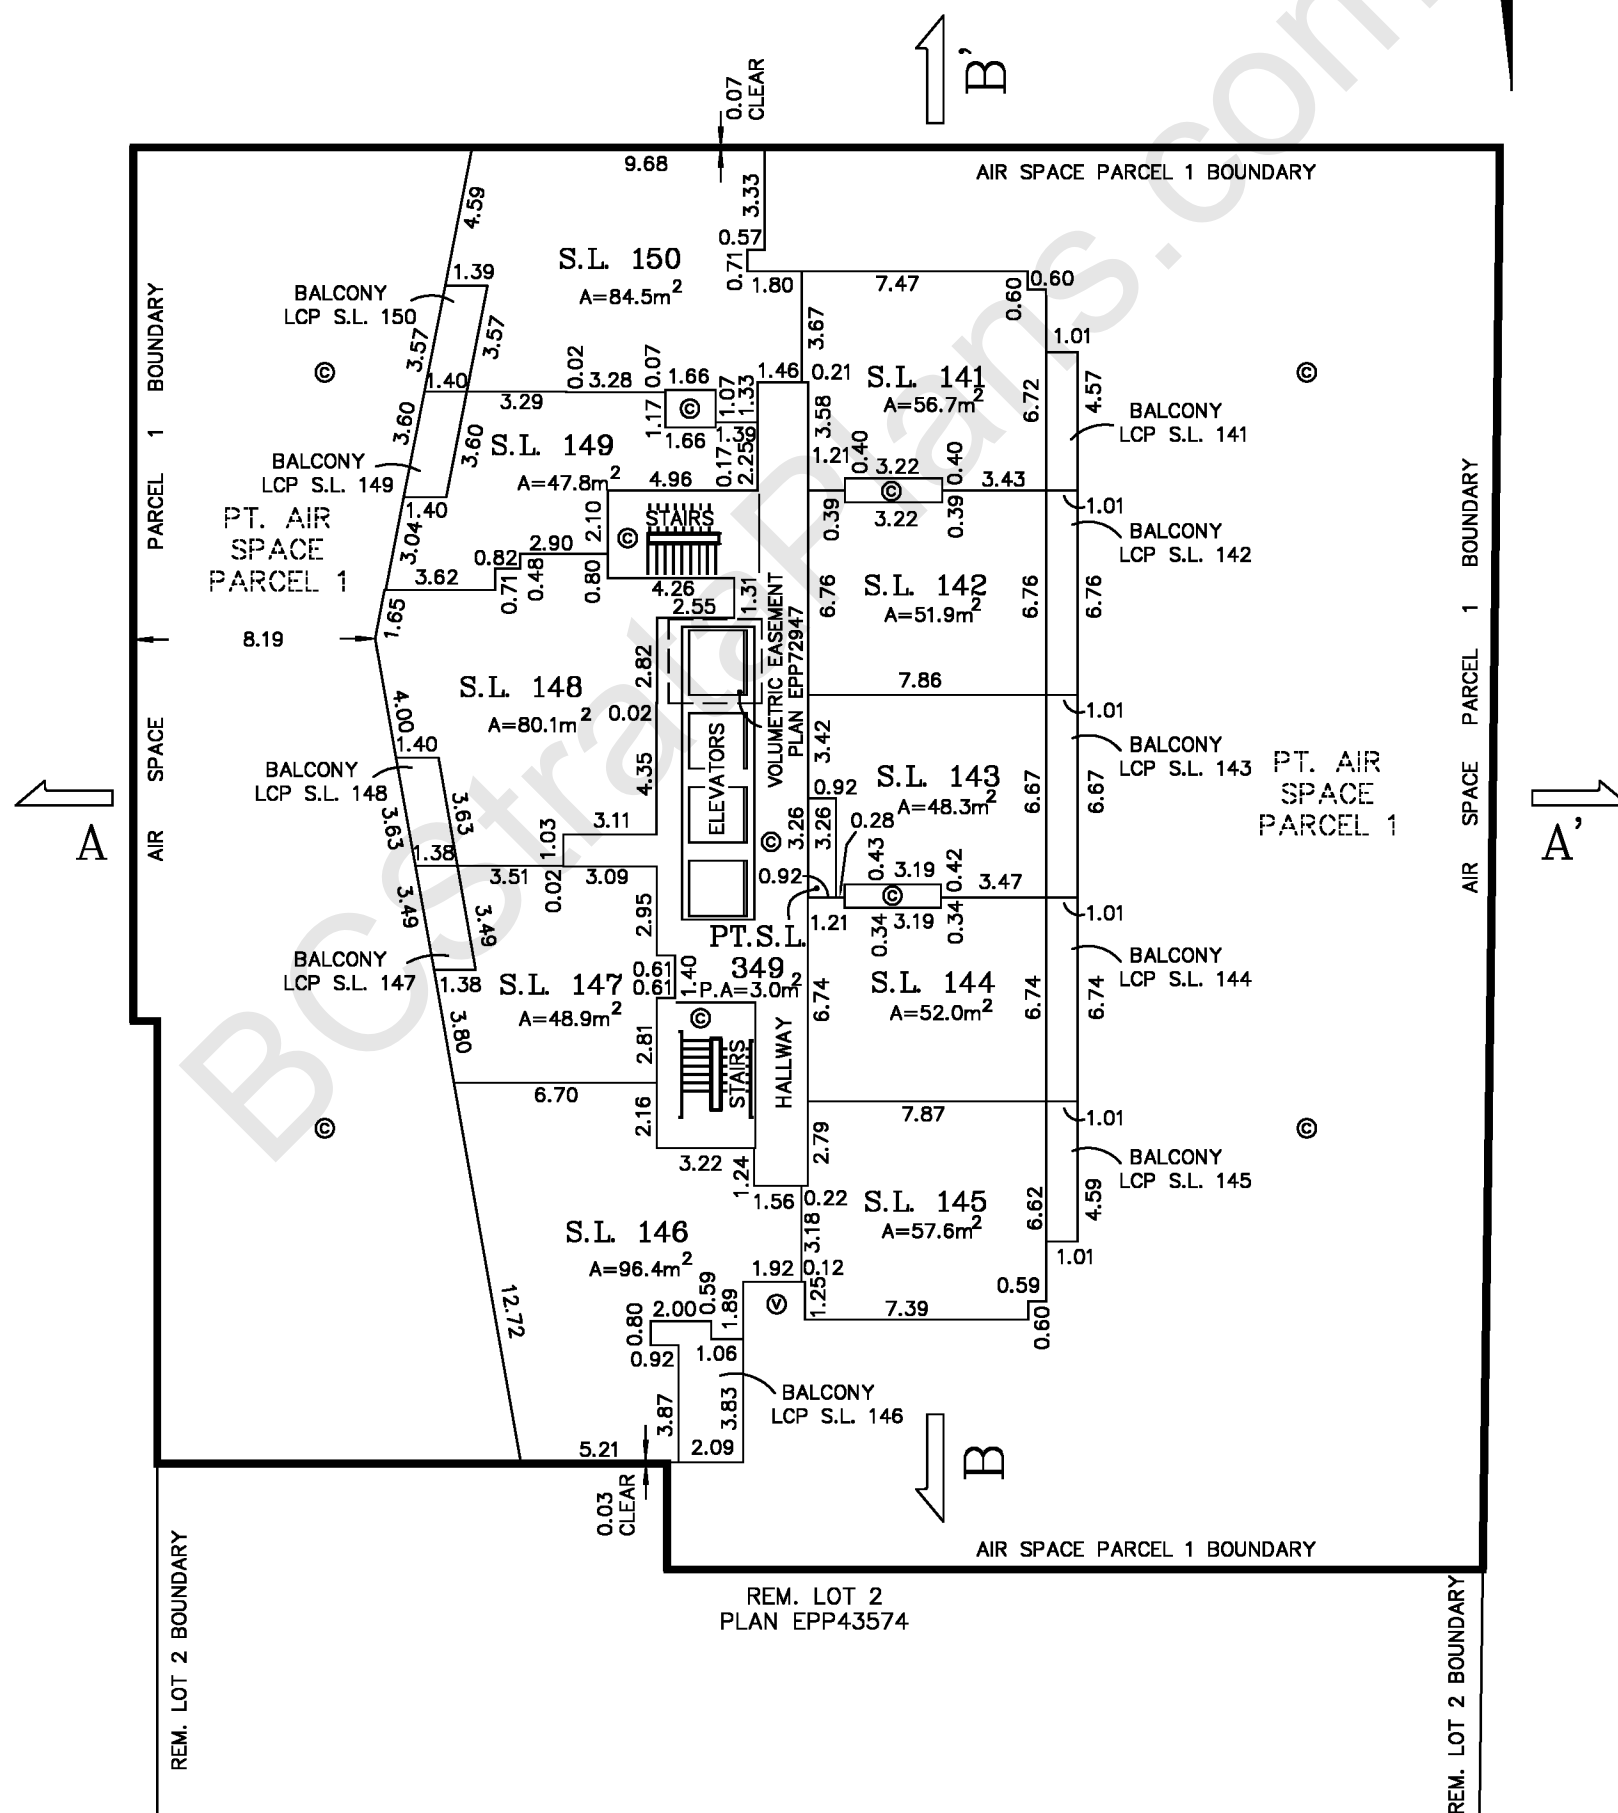 B'
0.07
CLEAR
9.68
AIR SPACE PARCEL 1 BOUNDARY
4.59
3.33
0.57
0.71
1.80
7.47
0.60
0.60
S.L. 150
A=84.5m²
1.39
BALCONY
LCP S.L. 150
3.57
3.57
3.67
1.01
AIR SPACE PARCEL 1 BOUNDARY
©
1.40
0.02
3.28
0.07
1.66
1.46
0.21
S.L. 141
A=56.7m²
6.72
4.57
©
3.29
1.17
©
1.07
1.33
3.58
BALCONY
LCP S.L. 141
3.60
3.60
S.L. 149
A=47.8m²
1.66
1.39
0.17
2.25
1.21
0.40
3.22
0.40
3.43
BALCONY
LCP S.L. 149
1.40
4.96
©
0.39
3.22
0.39
1.01
BALCONY
LCP S.L. 142
AIR SPACE PARCEL 1 BOUNDARY
PT. AIR
SPACE
PARCEL 1
3.04
2.10
©
STAIRS
2.90
0.82
3.62
0.71
0.48
0.80
4.26
2.55
1.31
6.76
S.L. 142
A=51.9m²
6.76
6.76
1.65
8.19
VOLUMETRIC EASEMENT
PLAN EPP72947
2.82
7.86
S.L. 148
A=80.1m²
0.02
4.00
1.40
1.01
BALCONY
LCP S.L. 143
BALCONY
LCP S.L. 148
4.35
ELEVATORS
3.42
S.L. 143
A=48.3m²
6.67
6.67
PT. AIR
SPACE
PARCEL 1
A
A'
0.92
3.63
3.63
3.11
1.03
©
3.26
3.26
0.28
1.38
3.51
0.02
3.09
0.92
0.43
3.19
0.42
3.47
©
1.21
0.34
3.19
0.34
1.01
3.49
3.49
2.95
PT.S.L.
349
P.A=3.0m²
BALCONY
LCP S.L. 147
1.38
S.L. 147
A=48.9m²
0.61
0.61
1.40
6.74
S.L. 144
A=52.0m²
6.74
6.74
BALCONY
LCP S.L. 144
3.80
2.81
©
STAIRS
HALLWAY
6.70
2.16
7.87
1.01
©
©
3.22
1.24
2.79
BALCONY
LCP S.L. 145
1.56
0.22
S.L. 145
A=57.6m²
6.62
4.59
S.L. 146
A=96.4m²
3.18
1.01
1.92
0.12
12.72
0.80
2.00
0.59
1.89
Ⓥ
1.25
7.39
0.59
0.60
0.92
1.06
BALCONY
LCP S.L. 146
3.87
3.83
5.21
2.09
B
0.03
CLEAR
AIR SPACE PARCEL 1 BOUNDARY
REM. LOT 2
PLAN EPP43574
REM. LOT 2 BOUNDARY
REM. LOT 2 BOUNDARY
BCStrataPlans.com